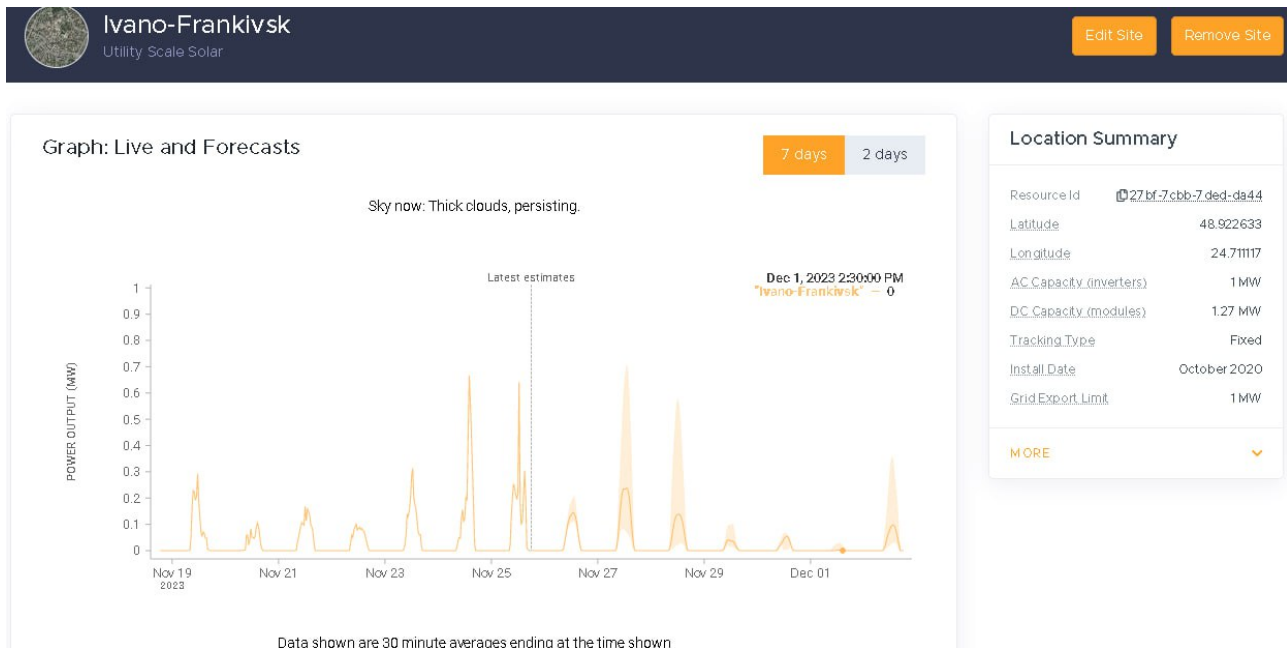 Ivano-Frankivsk
Utility Scale Solar
Edit Site
Remove Site
Graph: Live and Forecasts
7 days
2 days
Sky now: Thick clouds, persisting.
Latest estimates
Dec 1, 2023 2:30:00 PM
"Ivano-Frankivsk" — 0
POWER OUTPUT (MW)
1
0.9
0.8
0.7
0.6
0.5
0.4
0.3
0.2
0.1
0
Nov 19
2023
Nov 21
Nov 23
Nov 25
Nov 27
Nov 29
Dec 01
Data shown are 30 minute averages ending at the time shown
Location Summary
Resource Id 27bf-7cbb-7ded-da44
Latitude 48.922633
Longitude 24.711117
AC Capacity (inverters) 1 MW
DC Capacity (modules) 1.27 MW
Tracking Type Fixed
Install Date October 2020
Grid Export Limit 1 MW
MORE